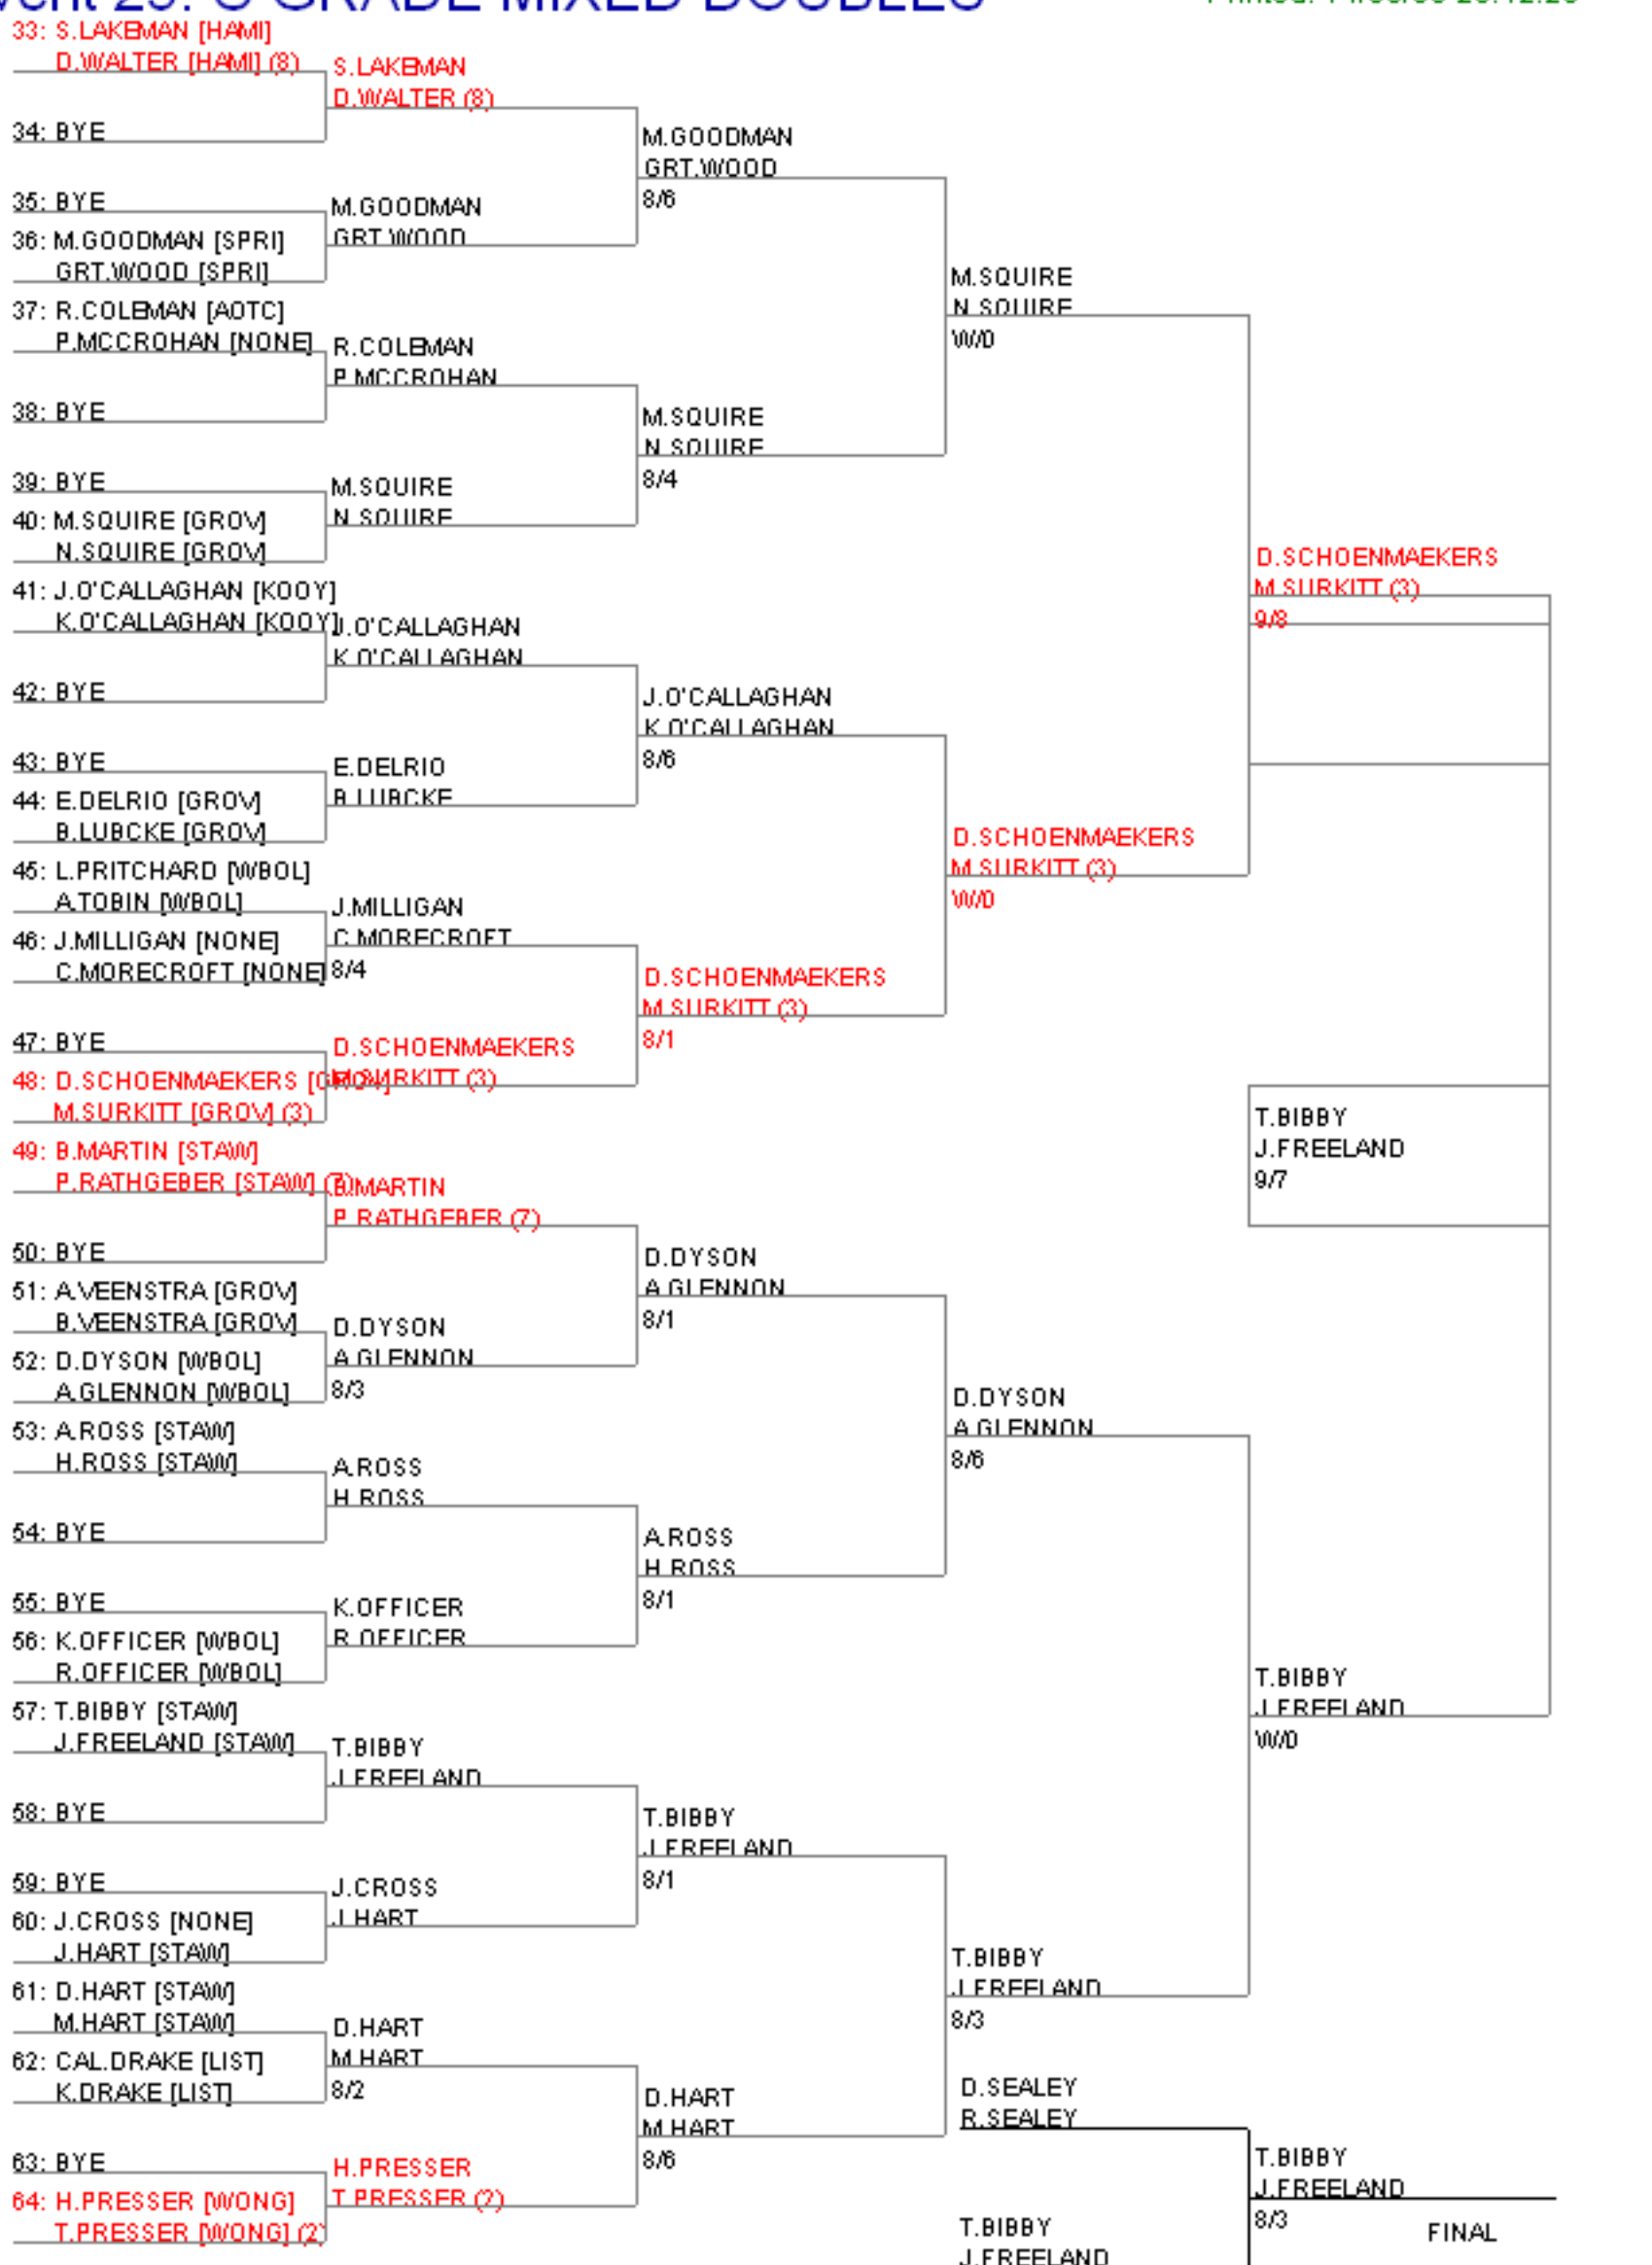 vent 29: C GRADE MIXED DOUBLES
33: S.LAKEMAN [HAMI]
D.WALTER [HAMI] (8)
34: BYE
35: BYE
36: M.GOODMAN [SPRI]
GRT.WOOD [SPRI]
37: R.COLEMAN [AOTC]
P.MCCROHAN [NONE]
38: BYE
39: BYE
40: M.SQUIRE [GROV]
N.SQUIRE [GROV]
41: J.O'CALLAGHAN [KOOY]
K.O'CALLAGHAN [KOOY]
42: BYE
43: BYE
44: E.DELRIO [GROV]
B.LUBCKE [GROV]
45: L.PRITCHARD [WBOL]
A.TOBIN [WBOL]
46: J.MILLIGAN [NONE]
C.MORECROFT [NONE]
47: BYE
48: D.SCHOENMAEKERS [GROV]
M.SURKITT [GROV] (3)
49: B.MARTIN [STAW]
P.RATHGEBER [STAW] (7)
50: BYE
51: A.VEENSTRA [GROV]
B.VEENSTRA [GROV]
52: D.DYSON [WBOL]
A.GLENNON [WBOL]
53: A.ROSS [STAW]
H.ROSS [STAW]
54: BYE
55: BYE
56: K.OFFICER [WBOL]
R.OFFICER [WBOL]
57: T.BIBBY [STAW]
J.FREELAND [STAW]
58: BYE
59: BYE
60: J.CROSS [NONE]
J.HART [STAW]
61: D.HART [STAW]
M.HART [STAW]
62: CAL.DRAKE [LIST]
K.DRAKE [LIST]
63: BYE
64: H.PRESSER [WONG]
T.PRESSER [WONG] (2)
S.LAKEMAN
D.WALTER (8)
M.GOODMAN
GRT.WOOD
R.COLEMAN
P.MCCROHAN
M.SQUIRE
N.SQUIRE
J.O'CALLAGHAN
K.O'CALLAGHAN
E.DELRIO
B.LUBCKE
J.MILLIGAN
C.MORECROFT
8/4
D.SCHOENMAEKERS
M.SURKITT (3)
B.MARTIN
P.RATHGEBER (7)
D.DYSON
A.GLENNON
8/3
A.ROSS
H.ROSS
K.OFFICER
R.OFFICER
T.BIBBY
J.FREELAND
J.CROSS
J.HART
D.HART
M.HART
8/2
H.PRESSER
T.PRESSER (2)
M.GOODMAN
GRT.WOOD
8/6
M.SQUIRE
N.SQUIRE
8/4
J.O'CALLAGHAN
K.O'CALLAGHAN
8/6
D.SCHOENMAEKERS
M.SURKITT (3)
8/1
D.DYSON
A.GLENNON
8/1
A.ROSS
H.ROSS
8/1
T.BIBBY
J.FREELAND
8/1
D.HART
M.HART
8/6
M.SQUIRE
N.SQUIRE
W/0
D.SCHOENMAEKERS
M.SURKITT (3)
W/0
D.DYSON
A.GLENNON
8/6
T.BIBBY
J.FREELAND
8/3
D.SEALEY
R.SEALEY
T.BIBBY
J.FREELAND
D.SCHOENMAEKERS
M.SURKITT (3)
9/8
T.BIBBY
J.FREELAND
9/7
T.BIBBY
J.FREELAND
W/0
T.BIBBY
J.FREELAND
8/3
FINAL